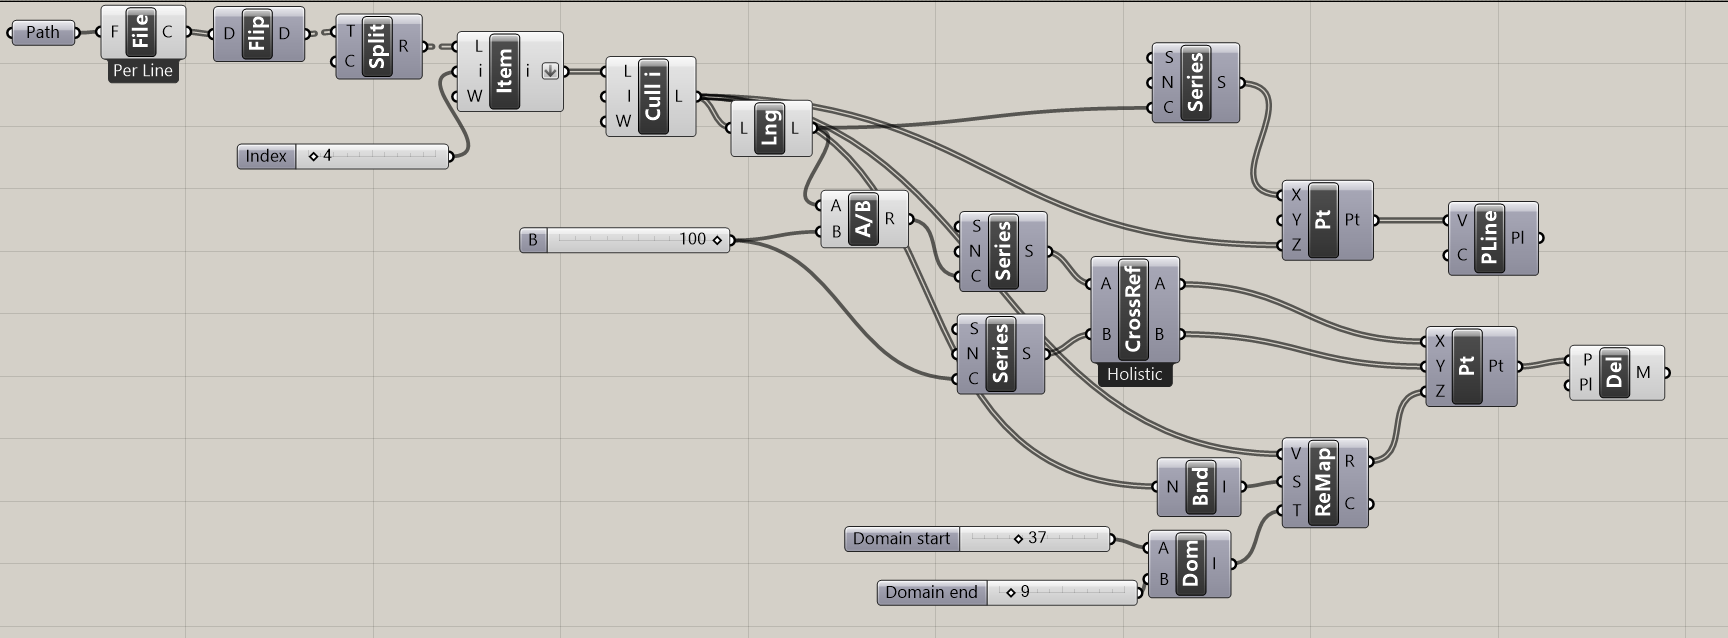 Path
F File C
Per Line
D Flip D
T
C
Split R
L
i
W
Item i
Index 4
L
I
W
Cull i L
L Lng L
S
N
C
Series S
B 100
A
B
A/B R
S
N
C
Series S
S
N
C
Series S
A
B
CrossRef A
B
Holistic
X
Y
Z
Pt Pt
V
C
PLine Pl
X
Y
Z
Pt Pt
P
Pl
Del M
N Bnd I
V
S
T
ReMap R
C
Domain start 37
Domain end 9
A
B
Dom I